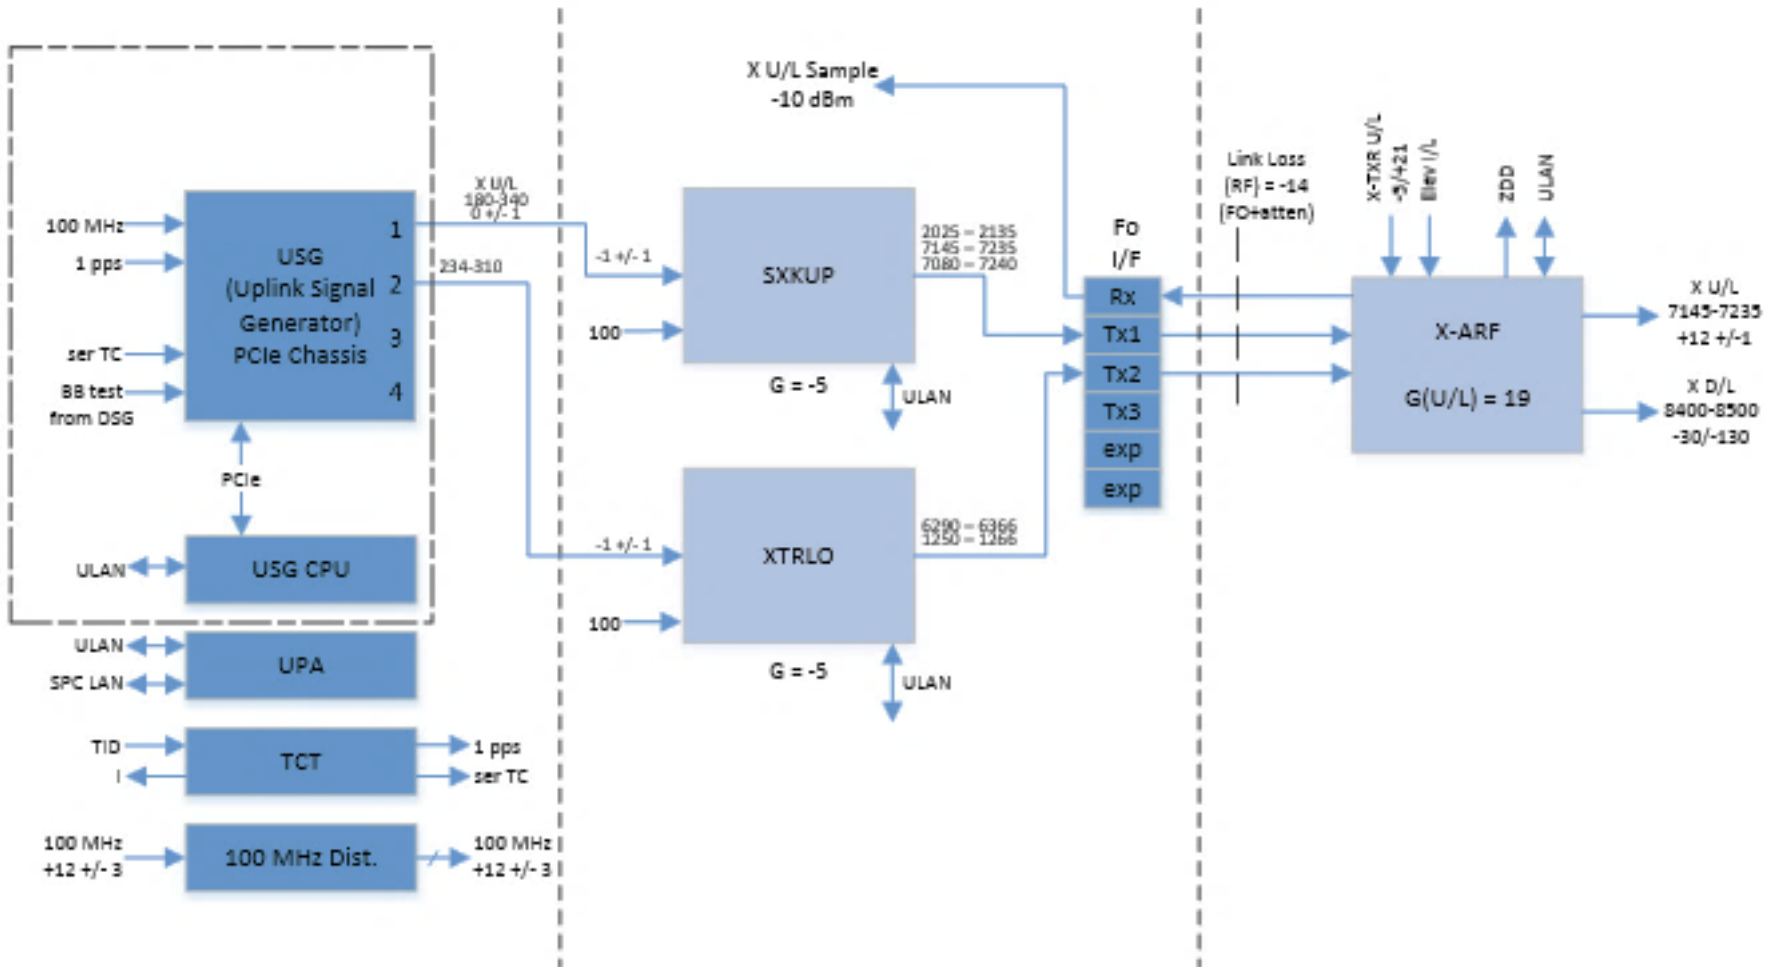 100 MHz
1 pps
ser TC
BB test
from DSG
USG
(Uplink Signal
Generator)
PCIe Chassis
1
2
3
4
PCIe
ULAN
USG CPU
ULAN
SPC LAN
UPA
TID
I
TCT
1 pps
ser TC
100 MHz
+12 +/- 3
100 MHz Dist.
100 MHz
+12 +/- 3
X U/L
180-340
0 +/- 1
234-310
-1 +/- 1
100
SXKUP
G = -5
ULAN
2025 – 2135
7145 – 7235
7080 – 7240
-1 +/- 1
100
XTRLO
G = -5
ULAN
6290 – 6366
1250 – 1266
X U/L Sample
-10 dBm
Fo
I/F
Rx
Tx1
Tx2
Tx3
exp
exp
Link Loss
(RF) = -14
(FO+atten)
X-TXR U/L
-5/+21
Elev I/L
ZDD
ULAN
X-ARF
G(U/L) = 19
X U/L
7145-7235
+12 +/-1
X D/L
8400-8500
-30/-130